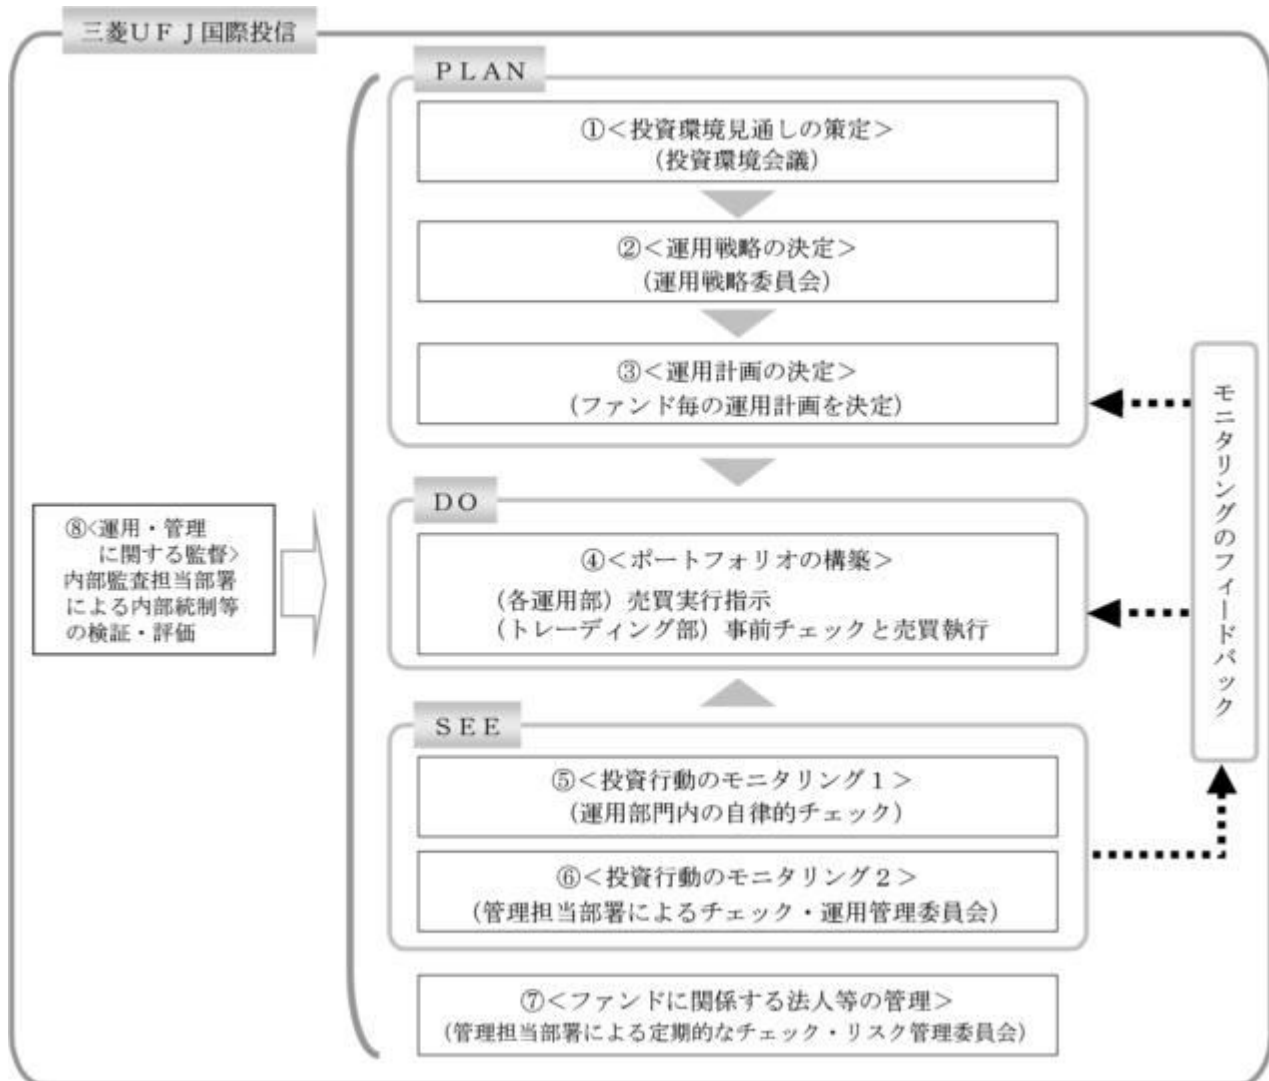 三菱UFJ国際投信
PLAN
①<投資環境見通しの策定>
(投資環境会議)
②<運用戦略の決定>
(運用戦略委員会)
③<運用計画の決定>
(ファンド毎の運用計画を決定)
DO
④<ポートフォリオの構築>
(各運用部)売買実行指示
(トレーディング部)事前チェックと売買執行
SEE
⑤<投資行動のモニタリング1>
(運用部門内の自律的チェック)
⑥<投資行動のモニタリング2>
(管理担当部署によるチェック・運用管理委員会)
⑦<ファンドに関係する法人等の管理>
(管理担当部署による定期的なチェック・リスク管理委員会)
⑧<運用・管理
に関する監督>
内部監査担当部署
による内部統制等
の検証・評価
モニタリングのフィードバック